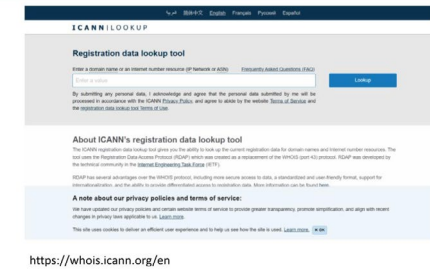 العربية 简体中文 English Français Русский Español
ICANN|LOOKUP
Registration data lookup tool
Enter a domain name or an internet number resource (IP Network or ASN) Frequently Asked Questions (FAQ)
Enter a value
Lookup
By submitting any personal data, I acknowledge and agree that the personal data submitted by me will be
processed in accordance with the ICANN Privacy Policy, and agree to abide by the website Terms of Service and
the registration data lookup tool Terms of Use.
About ICANN's registration data lookup tool
The ICANN registration data lookup tool gives you the ability to look up the current registration data for domain names and Internet number resources. The
tool uses the Registration Data Access Protocol (RDAP) which was created as a replacement of the WHOIS (port 43) protocol. RDAP was developed by
the technical community in the Internet Engineering Task Force (IETF).
RDAP has several advantages over the WHOIS protocol, including more secure access to data, a standardized and user-friendly format, support for
internationalization, and the ability to provide differentiated access to registration data. More information can be found here.
A note about our privacy policies and terms of service:
We have updated our privacy policies and certain website terms of service to provide greater transparency, promote simplification, and align with recent
changes in privacy laws applicable to us. Learn more.
This site uses cookies to deliver an efficient user experience and to help us see how the site is used. Learn more. OK
https://whois.icann.org/en